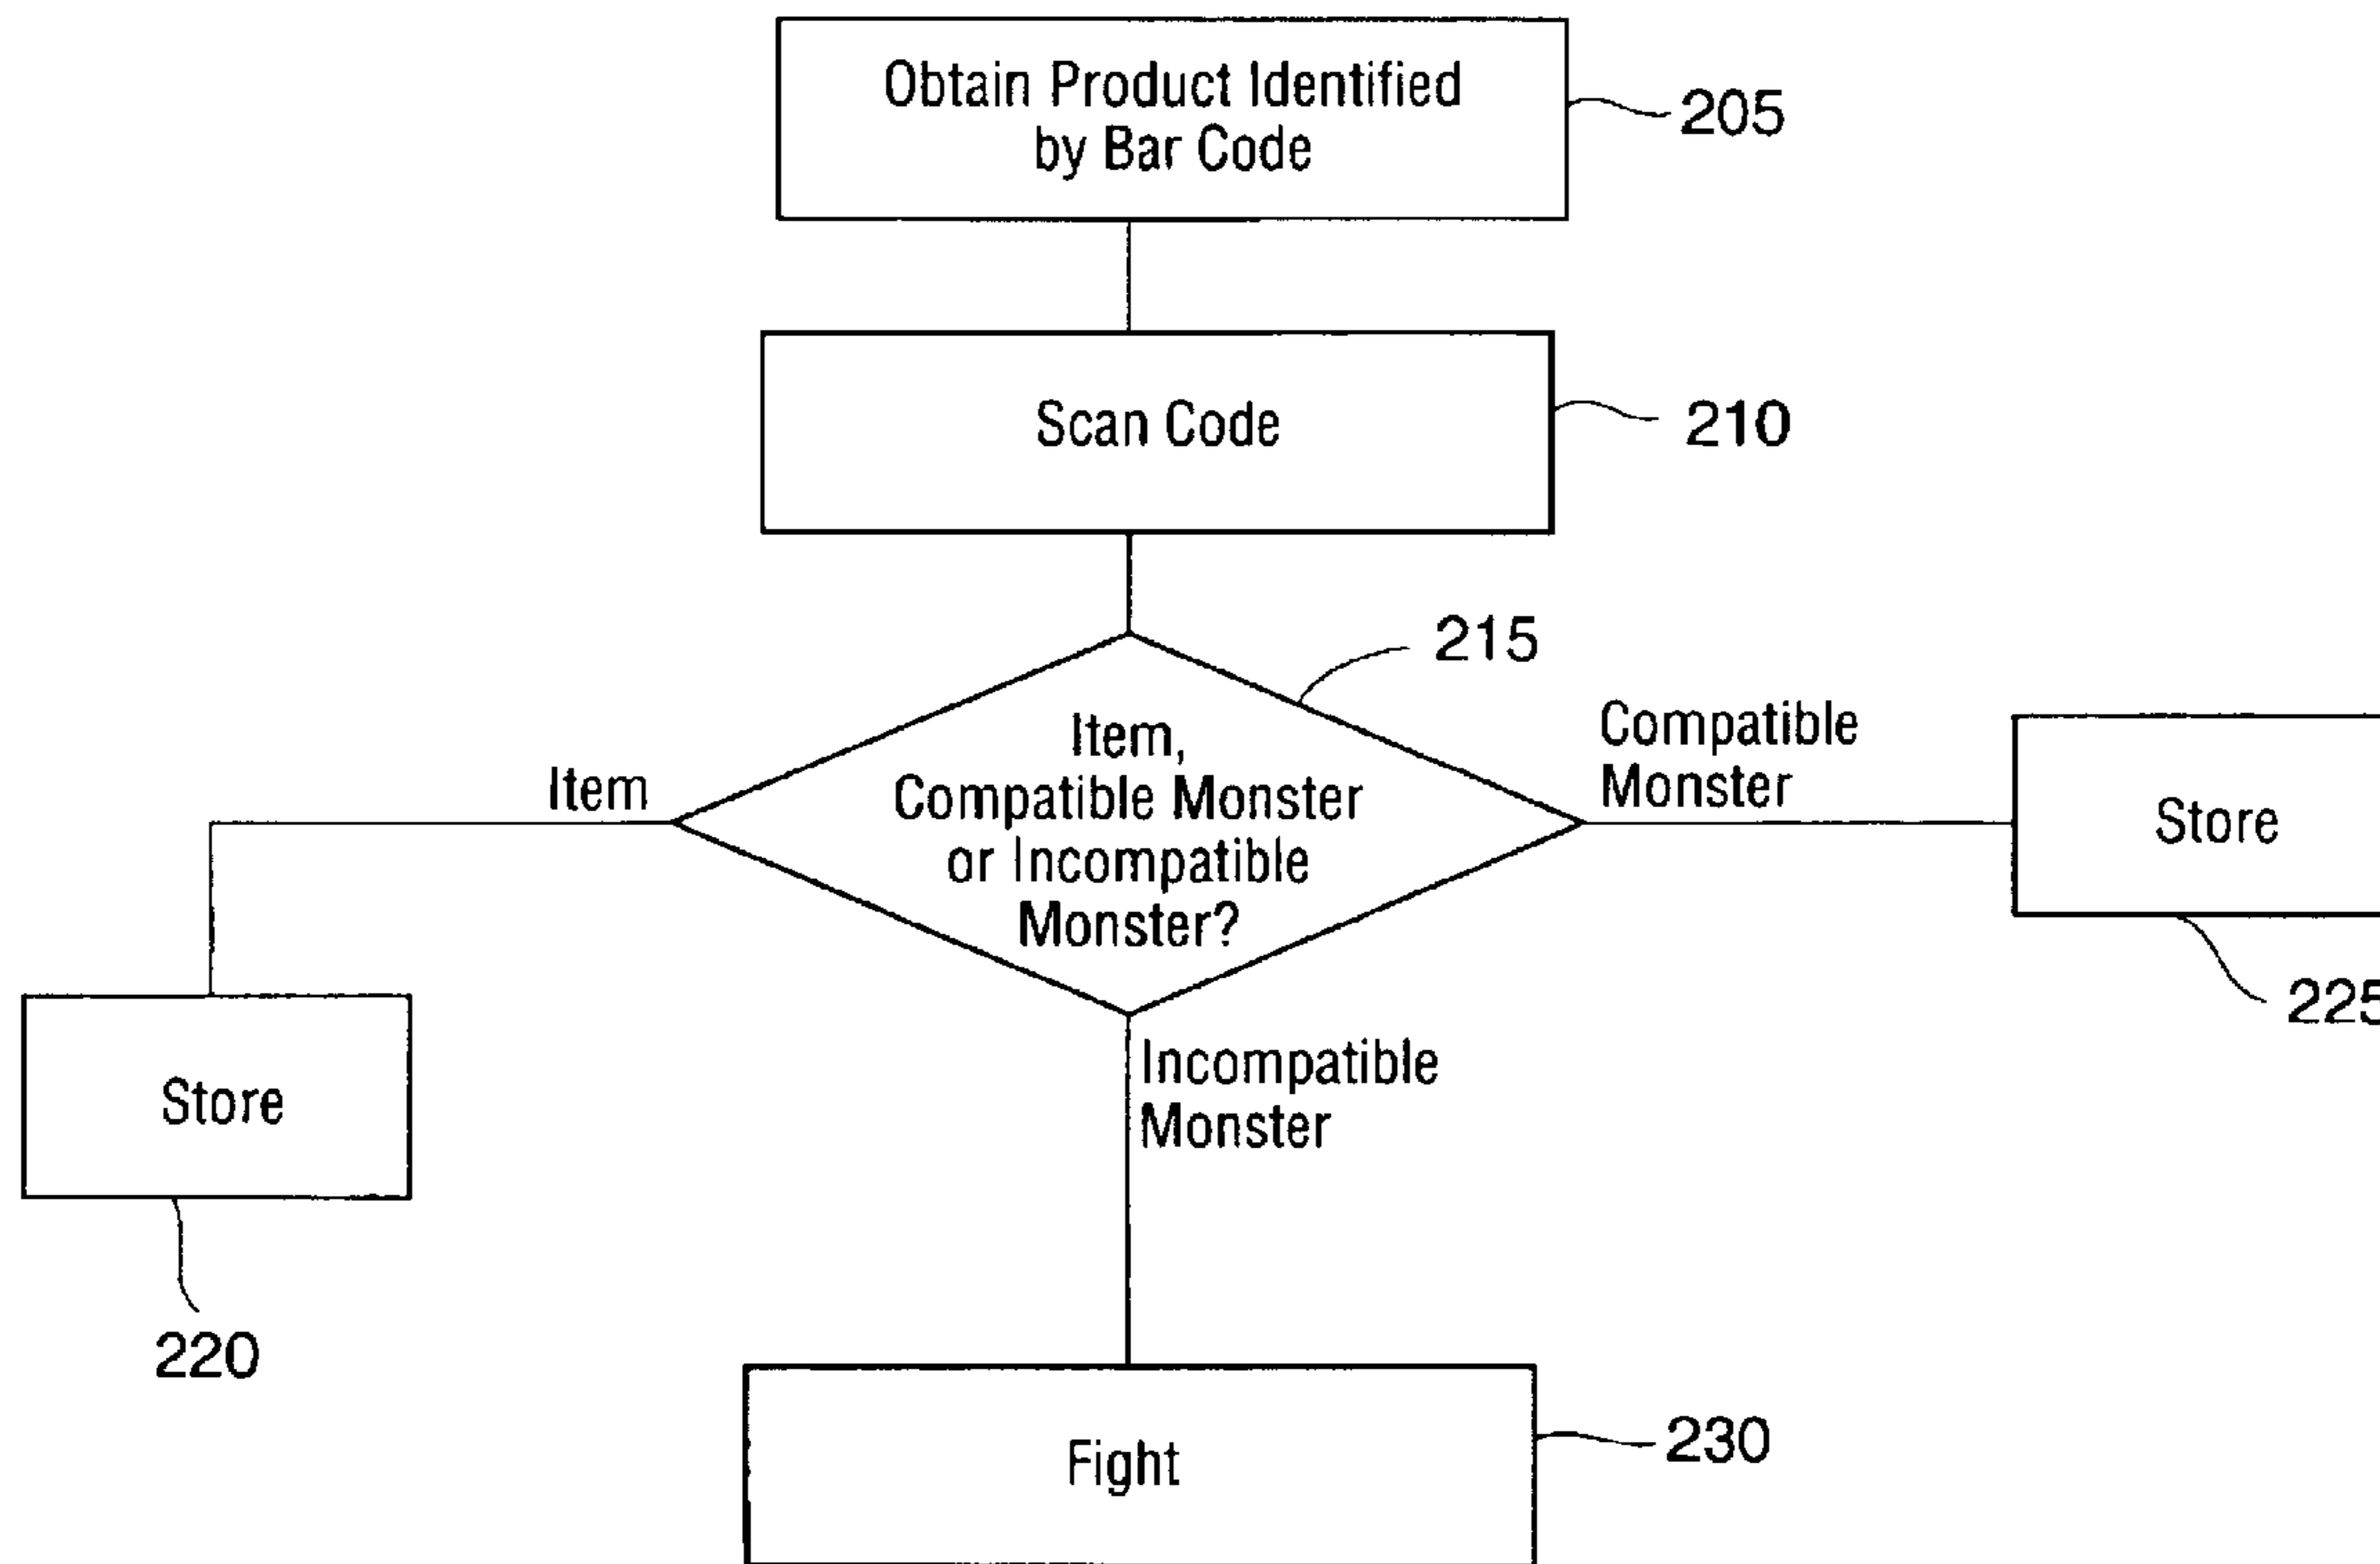 Obtain Product Identified
by Bar Code
205
Scan Code
210
215
Item,
Compatible Monster
or Incompatible
Monster?
Item
Compatible
Monster
Store
225
Incompatible
Monster
Store
220
Fight
230